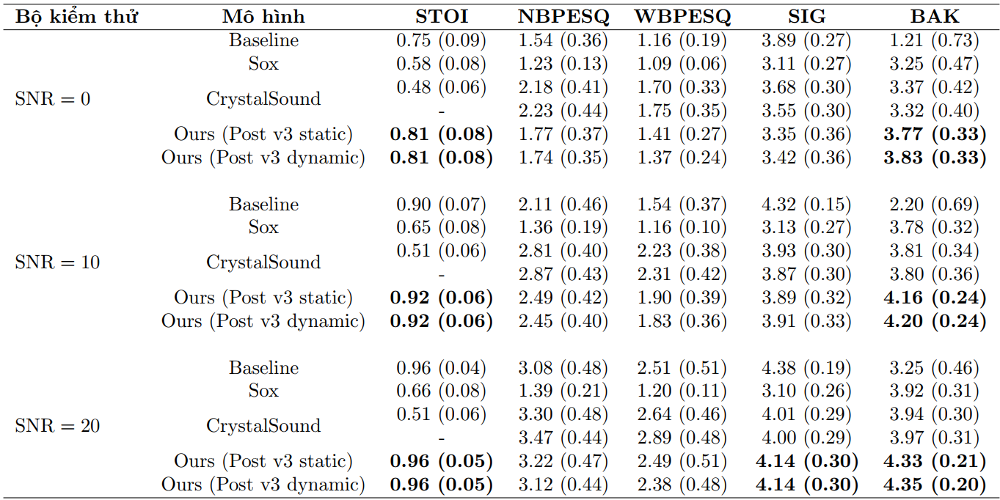 Bộ kiểm thử Mô hình STOI NBPESQ WBPESQ SIG BAK
Baseline 0.75 (0.09) 1.54 (0.36) 1.16 (0.19) 3.89 (0.27) 1.21 (0.73)
Sox 0.58 (0.08) 1.23 (0.13) 1.09 (0.06) 3.11 (0.27) 3.25 (0.47)
0.48 (0.06) 2.18 (0.41) 1.70 (0.33) 3.68 (0.30) 3.37 (0.42)
SNR = 0 CrystalSound
- 2.23 (0.44) 1.75 (0.35) 3.55 (0.30) 3.32 (0.40)
Ours (Post v3 static) 0.81 (0.08) 1.77 (0.37) 1.41 (0.27) 3.35 (0.36) 3.77 (0.33)
Ours (Post v3 dynamic) 0.81 (0.08) 1.74 (0.35) 1.37 (0.24) 3.42 (0.36) 3.83 (0.33)
Baseline 0.90 (0.07) 2.11 (0.46) 1.54 (0.37) 4.32 (0.15) 2.20 (0.69)
Sox 0.65 (0.08) 1.36 (0.19) 1.16 (0.10) 3.13 (0.27) 3.78 (0.32)
0.51 (0.06) 2.81 (0.40) 2.23 (0.38) 3.93 (0.30) 3.81 (0.34)
SNR = 10 CrystalSound
- 2.87 (0.43) 2.31 (0.42) 3.87 (0.30) 3.80 (0.36)
Ours (Post v3 static) 0.92 (0.06) 2.49 (0.42) 1.90 (0.39) 3.89 (0.32) 4.16 (0.24)
Ours (Post v3 dynamic) 0.92 (0.06) 2.45 (0.40) 1.83 (0.36) 3.91 (0.33) 4.20 (0.24)
Baseline 0.96 (0.04) 3.08 (0.48) 2.51 (0.51) 4.38 (0.19) 3.25 (0.46)
Sox 0.66 (0.08) 1.39 (0.21) 1.20 (0.11) 3.10 (0.26) 3.92 (0.31)
0.51 (0.06) 3.30 (0.48) 2.64 (0.46) 4.01 (0.29) 3.94 (0.30)
SNR = 20 CrystalSound
- 3.47 (0.44) 2.89 (0.48) 4.00 (0.29) 3.97 (0.31)
Ours (Post v3 static) 0.96 (0.05) 3.22 (0.47) 2.49 (0.51) 4.14 (0.30) 4.33 (0.21)
Ours (Post v3 dynamic) 0.96 (0.05) 3.12 (0.44) 2.38 (0.48) 4.14 (0.30) 4.35 (0.20)